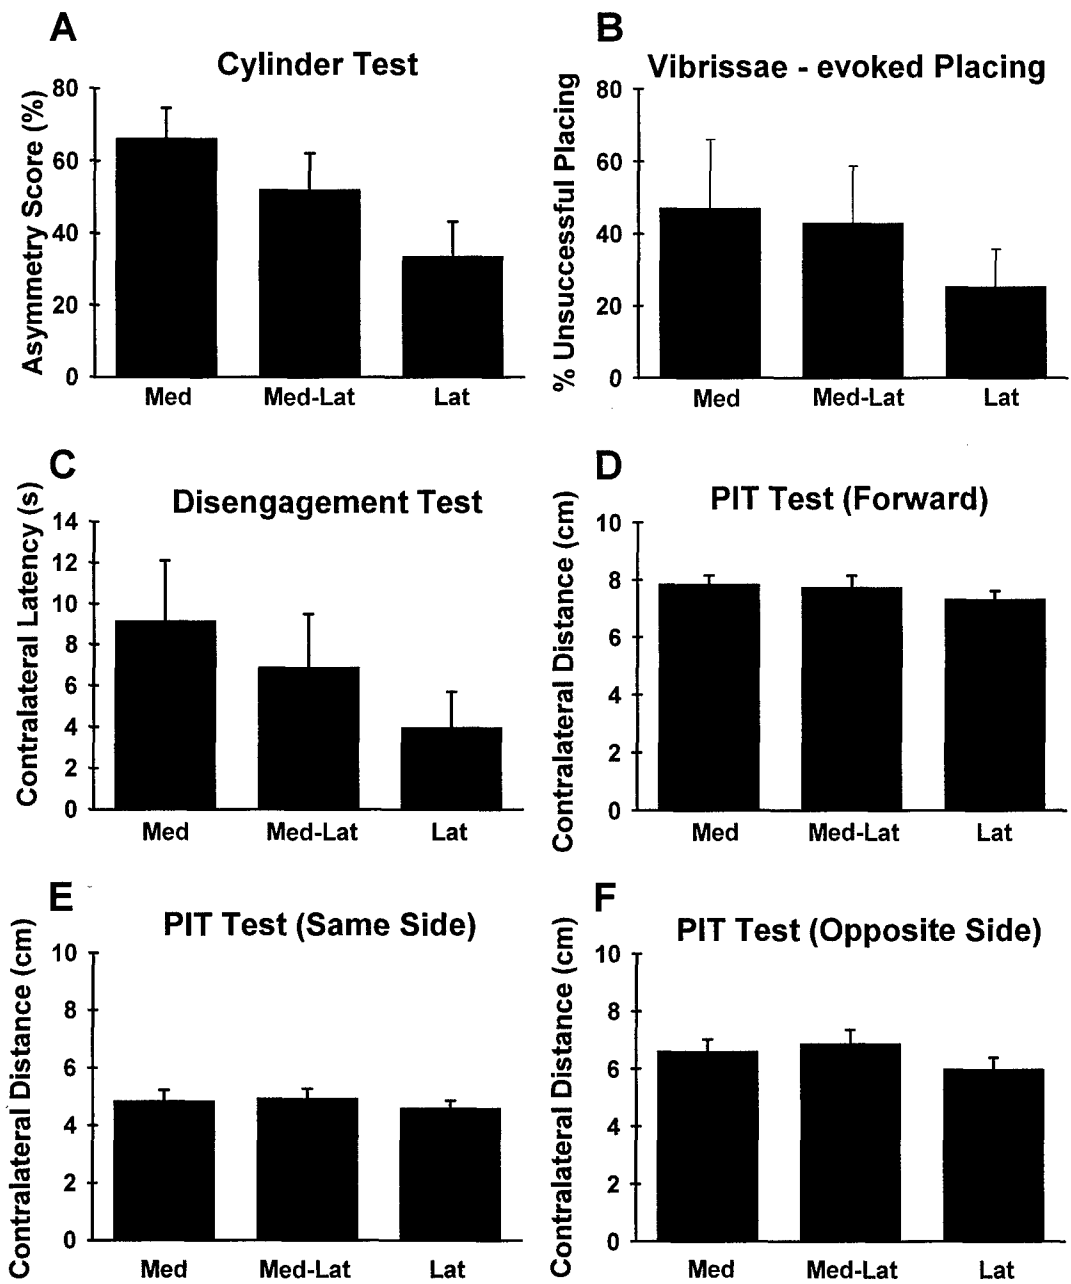 A
Cylinder Test
Asymmetry Score (%)
80
60
40
20
0
Med Med-Lat Lat
B
Vibrissae - evoked Placing
% Unsuccessful Placing
80
60
40
20
0
Med Med-Lat Lat
C
Disengagement Test
Contralateral Latency (s)
14
12
10
8
6
4
2
0
Med Med-Lat Lat
D
PIT Test (Forward)
Contralateral Distance (cm)
10
8
6
4
2
0
Med Med-Lat Lat
E
PIT Test (Same Side)
Contralateral Distance (cm)
10
8
6
4
2
0
Med Med-Lat Lat
F
PIT Test (Opposite Side)
Contralateral Distance (cm)
10
8
6
4
2
0
Med Med-Lat Lat